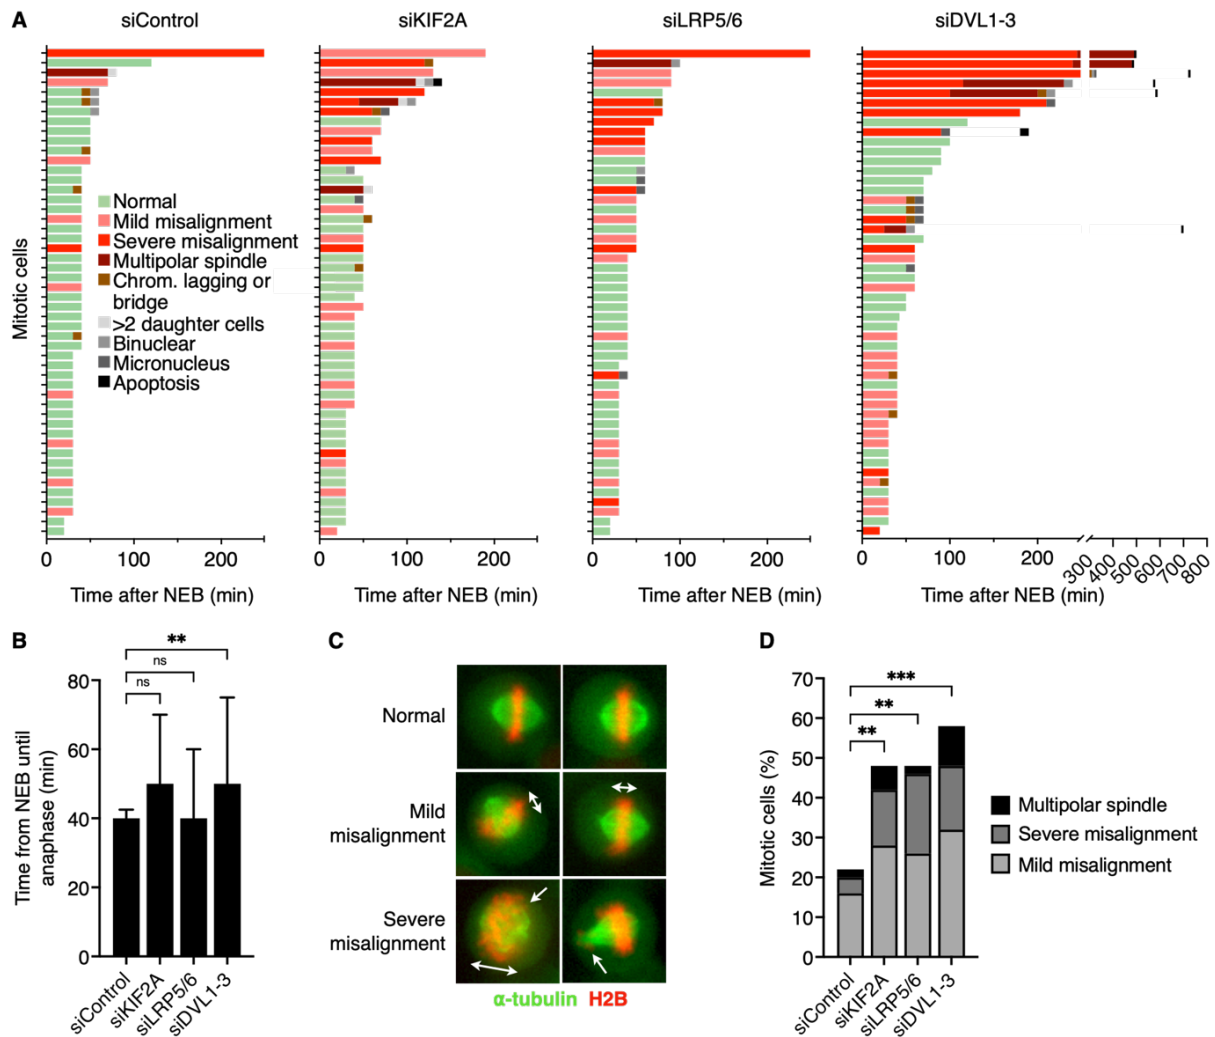 A
siControl
siKIF2A
siLRP5/6
siDVL1-3
Mitotic cells
Normal
Mild misalignment
Severe misalignment
Multipolar spindle
Chrom. lagging or
bridge
>2 daughter cells
Binuclear
Micronucleus
Apoptosis
0 100 200
0 100 200
0 100 200
0 100 200 300 400 500 600 700 800
Time after NEB (min)
Time after NEB (min)
Time after NEB (min)
Time after NEB (min)
B
Time from NEB until
anaphase (min)
80
60
40
20
0
**
ns
ns
siControl
siKIF2A
siLRP5/6
siDVL1-3
C
Normal
Mild
misalignment
Severe
misalignment
α-tubulin H2B
D
Mitotic cells (%)
70
60
50
40
30
20
10
0
***
**
**
siControl
siKIF2A
siLRP5/6
siDVL1-3
Multipolar spindle
Severe misalignment
Mild misalignment